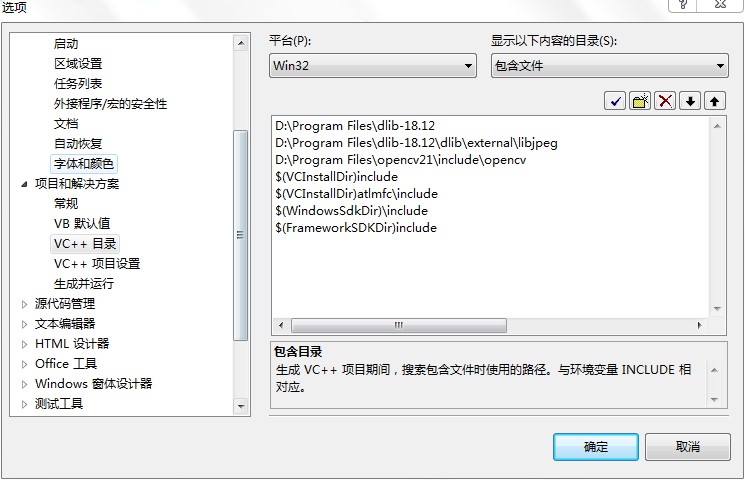 选项
启动
区域设置
任务列表
外接程序/宏的安全性
文档
自动恢复
字体和颜色
项目和解决方案
常规
VB 默认值
VC++ 目录
VC++ 项目设置
生成并运行
源代码管理
文本编辑器
HTML 设计器
Office 工具
Windows 窗体设计器
测试工具
平台(P):
Win32
显示以下内容的目录(S):
包含文件
D:\Program Files\dlib-18.12
D:\Program Files\dlib-18.12\dlib\external\libjpeg
D:\Program Files\opencv21\include\opencv
$(VCInstallDir)include
$(VCInstallDir)atlmfc\include
$(WindowsSdkDir)\include
$(FrameworkSDKDir)include
包含目录
生成 VC++ 项目期间，搜索包含文件时使用的路径。与环境变量 INCLUDE 相
对应。
确定
取消